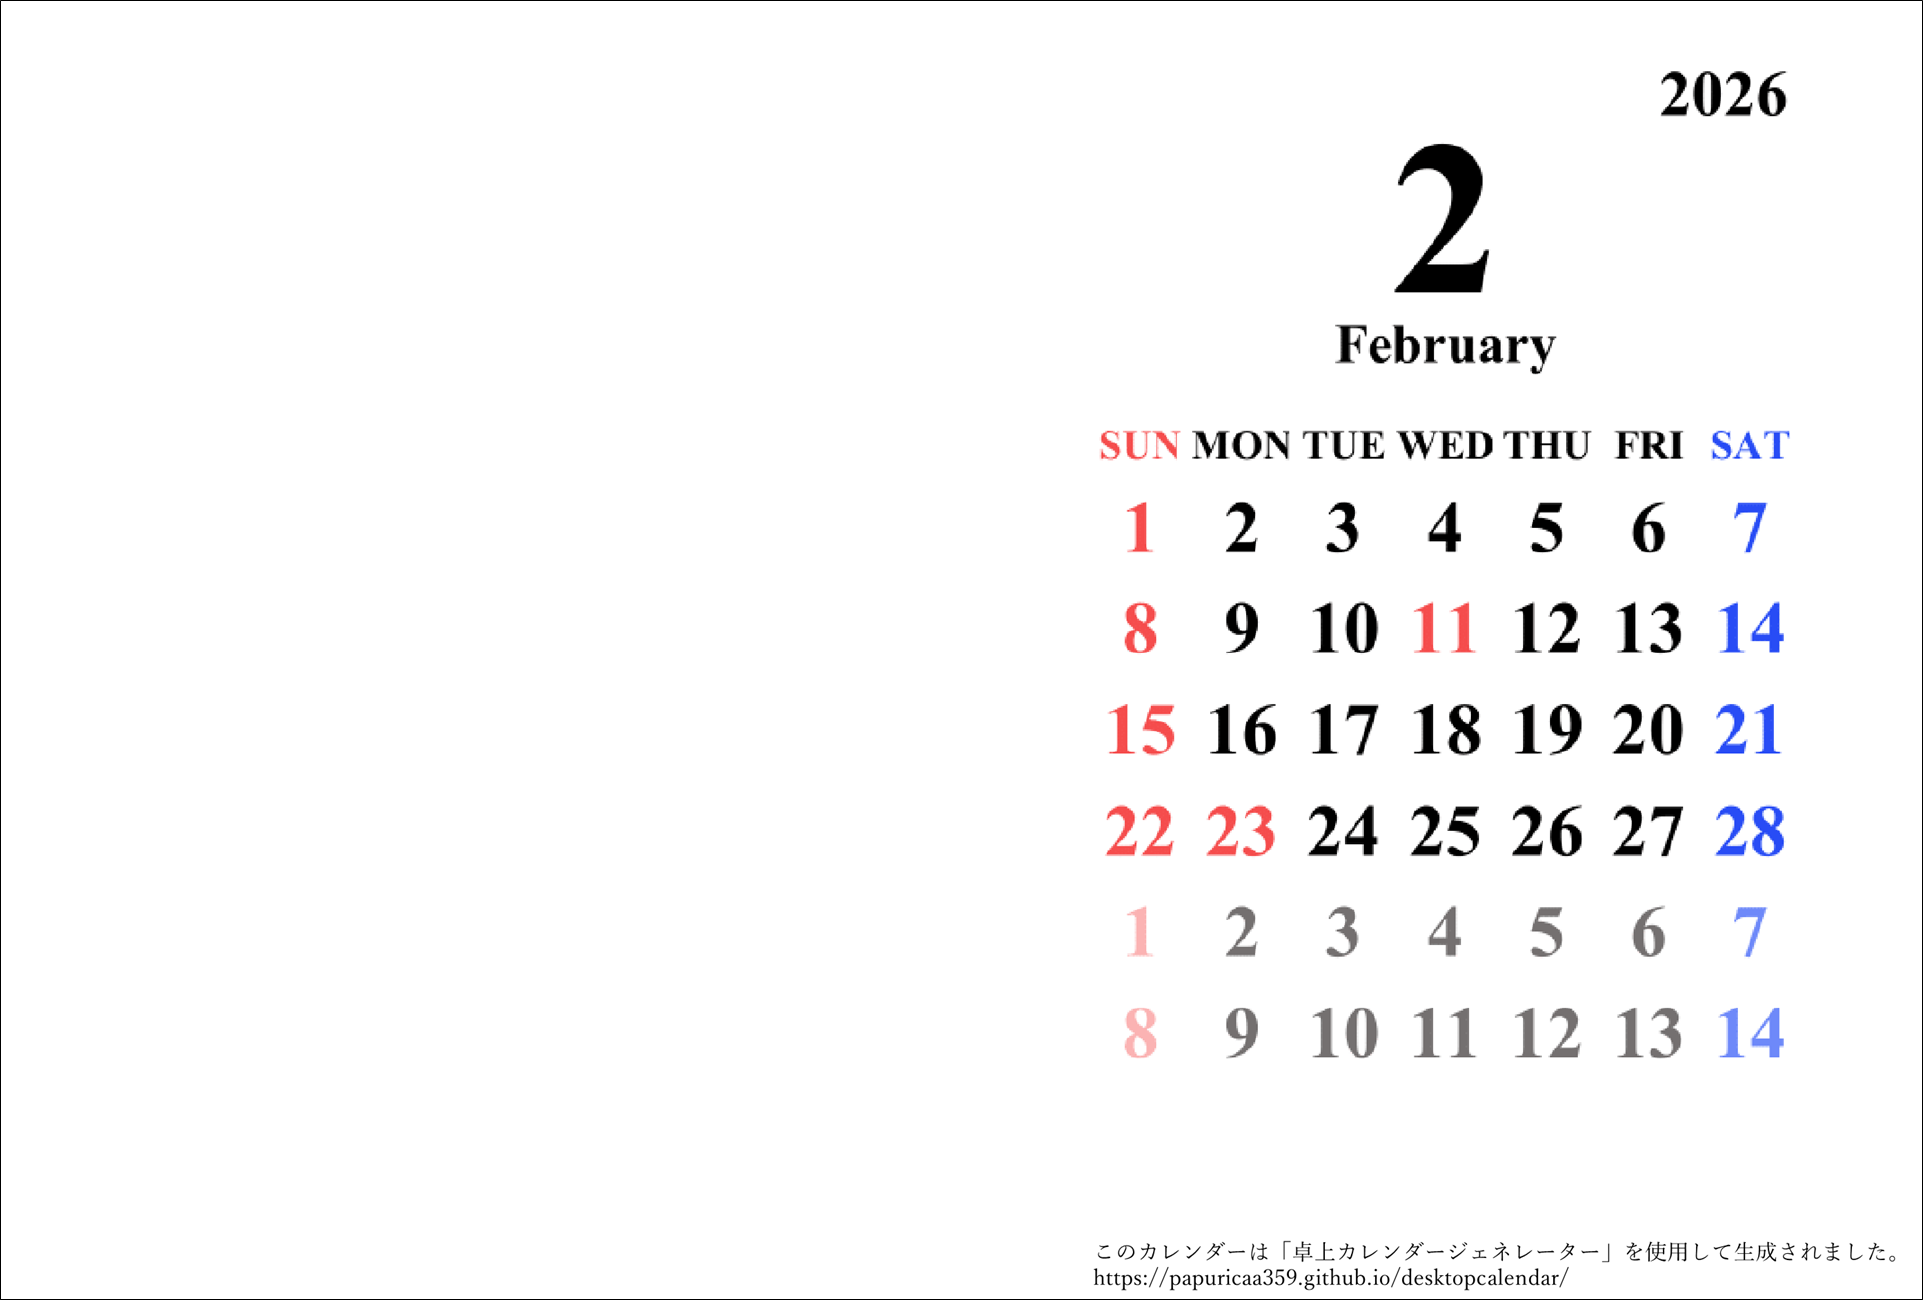 2026
2
February
SUN MON TUE WED THU FRI SAT
1 2 3 4 5 6 7
8 9 10 11 12 13 14
15 16 17 18 19 20 21
22 23 24 25 26 27 28
1 2 3 4 5 6 7
8 9 10 11 12 13 14
このカレンダーは「卓上カレンダージェネレーター」を使用して生成されました。
https://papuricaa359.github.io/desktopcalendar/